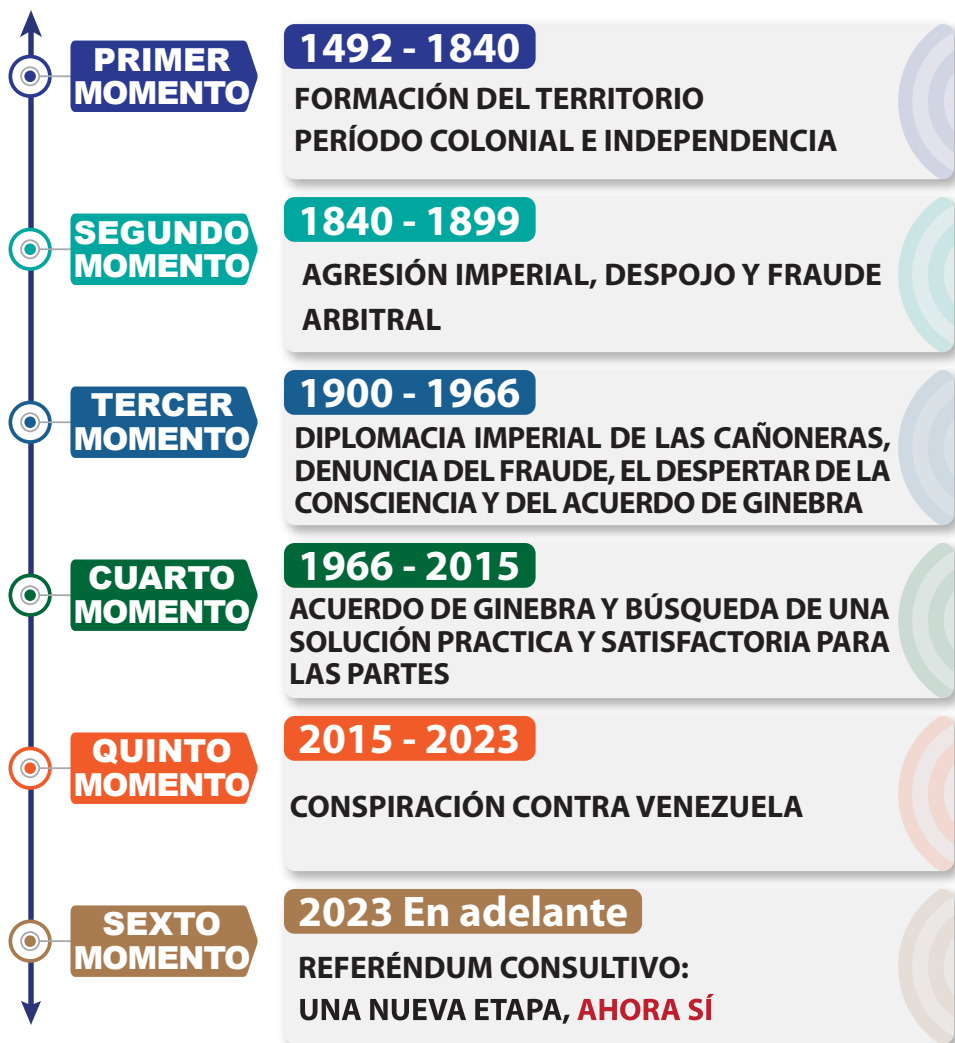 PRIMER
MOMENTO
1492 - 1840
FORMACIÓN DEL TERRITORIO
PERÍODO COLONIAL E INDEPENDENCIA
SEGUNDO
MOMENTO
1840 - 1899
AGRESIÓN IMPERIAL, DESPOJO Y FRAUDE
ARBITRAL
TERCER
MOMENTO
1900 - 1966
DIPLOMACIA IMPERIAL DE LAS CAÑONERAS,
DENUNCIA DEL FRAUDE, EL DESPERTAR DE LA
CONSCIENCIA Y DEL ACUERDO DE GINEBRA
CUARTO
MOMENTO
1966 - 2015
ACUERDO DE GINEBRA Y BÚSQUEDA DE UNA
SOLUCIÓN PRACTICA Y SATISFACTORIA PARA
LAS PARTES
QUINTO
MOMENTO
2015 - 2023
CONSPIRACIÓN CONTRA VENEZUELA
SEXTO
MOMENTO
2023 En adelante
REFERÉNDUM CONSULTIVO:
UNA NUEVA ETAPA, AHORA SÍ